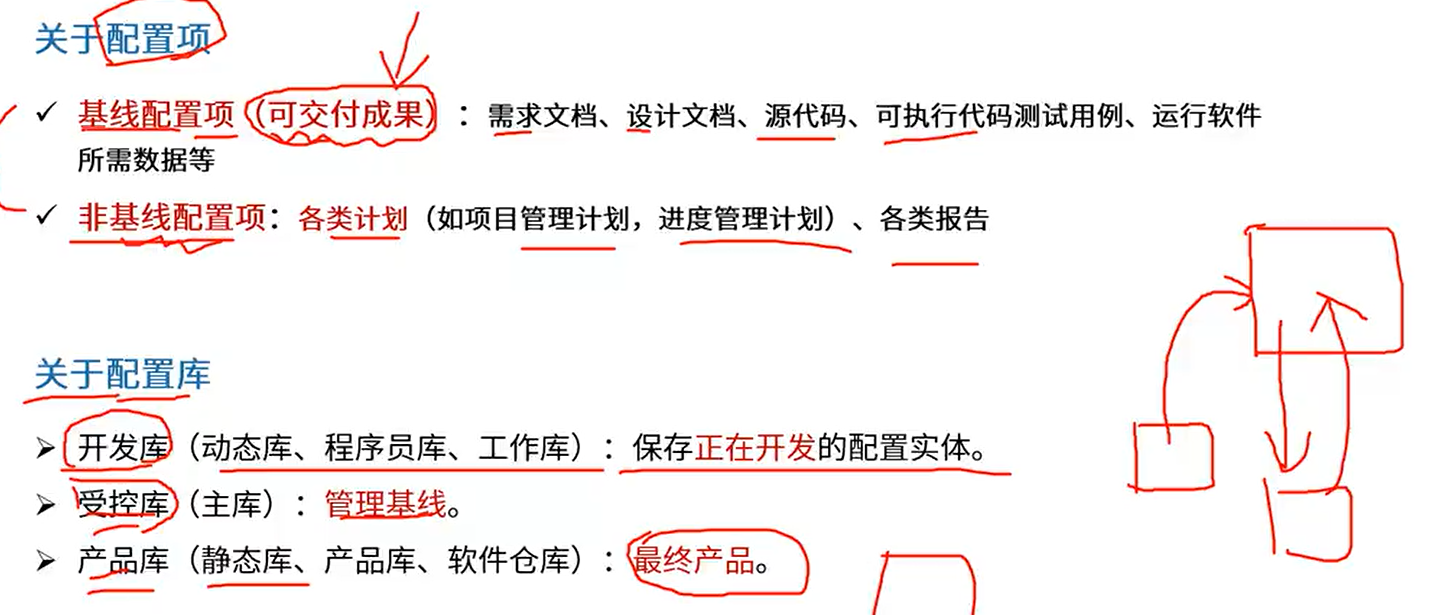 关于配置项
✓ 基线配置项（可交付成果）：需求文档、设计文档、源代码、可执行代码测试用例、运行软件
所需数据等
✓ 非基线配置项：各类计划（如项目管理计划，进度管理计划）、各类报告
关于配置库
➢ 开发库（动态库、程序员库、工作库）：保存正在开发的配置实体。
➢ 受控库（主库）：管理基线。
➢ 产品库（静态库、产品库、软件仓库）：最终产品。